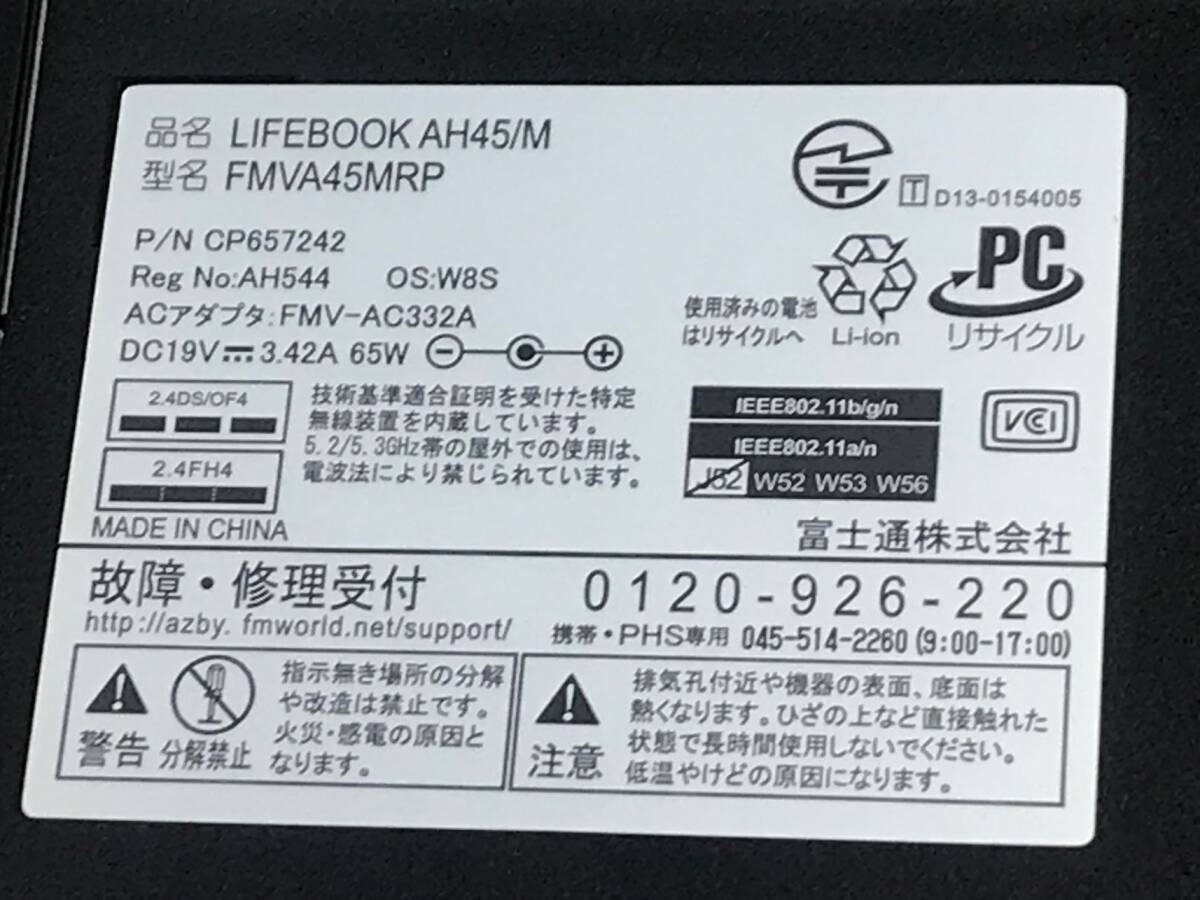 品名 LIFEBOOK AH45/M
型名 FMVA45MRP
T D13-0154005
P/N CP657242
Reg No:AH544 OS:W8S
ACアダプタ:FMV-AC332A
DC19V 3.42A 65W
使用済みの電池
はリサイクルへ
Li-ion
PC
リサイクル
2.4DS/OF4
2.4FH4
技術基準適合証明を受けた特定
無線装置を内蔵しています。
5.2/5.3GHz帯の屋外での使用は、
電波法により禁じられています。
IEEE802.11b/g/n
IEEE802.11a/n
J52 W52 W53 W56
VCI
MADE IN CHINA
富士通株式会社
故障・修理受付 0120-926-220
http://azby.fmworld.net/support/ 携帯・PHS専用 045-514-2260 (9:00-17:00)
警告 分解禁止
指示無き場所の分解
や改造は禁止です。
火災・感電の原因と
なります。
注意
排気孔付近や機器の表面、底面は
熱くなります。ひざの上など直接触れた
状態で長時間使用しないでください。
低温やけどの原因になります。